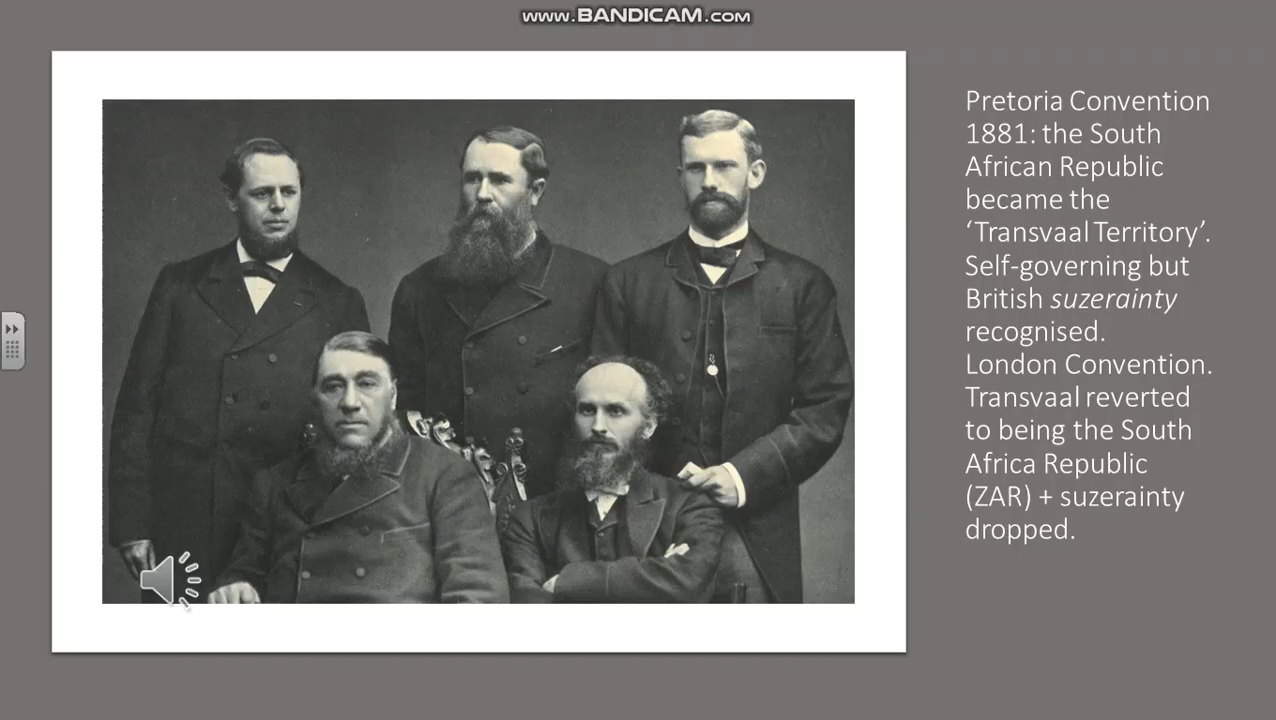 www.BANDICAM.com
Pretoria Convention
1881: the South
African Republic
became the
‘Transvaal Territory’.
Self-governing but
British suzerainty
recognised.
London Convention.
Transvaal reverted
to being the South
Africa Republic
(ZAR) + suzerainty
dropped.